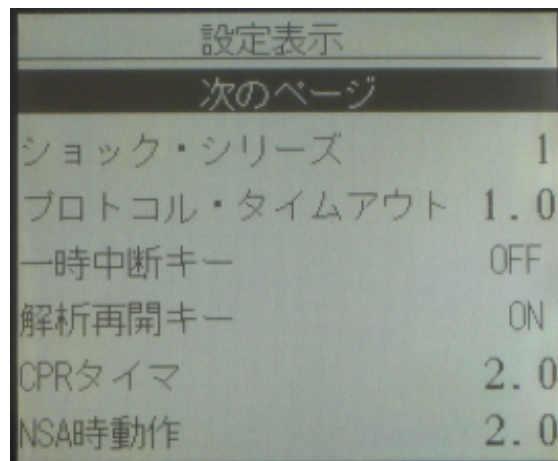 設定表示
次のページ
ショック・シリーズ 1
プロトコル・タイムアウト 1.0
一時中断キー OFF
解析再開キー ON
CPRタイマ 2.0
NSA時動作 2.0